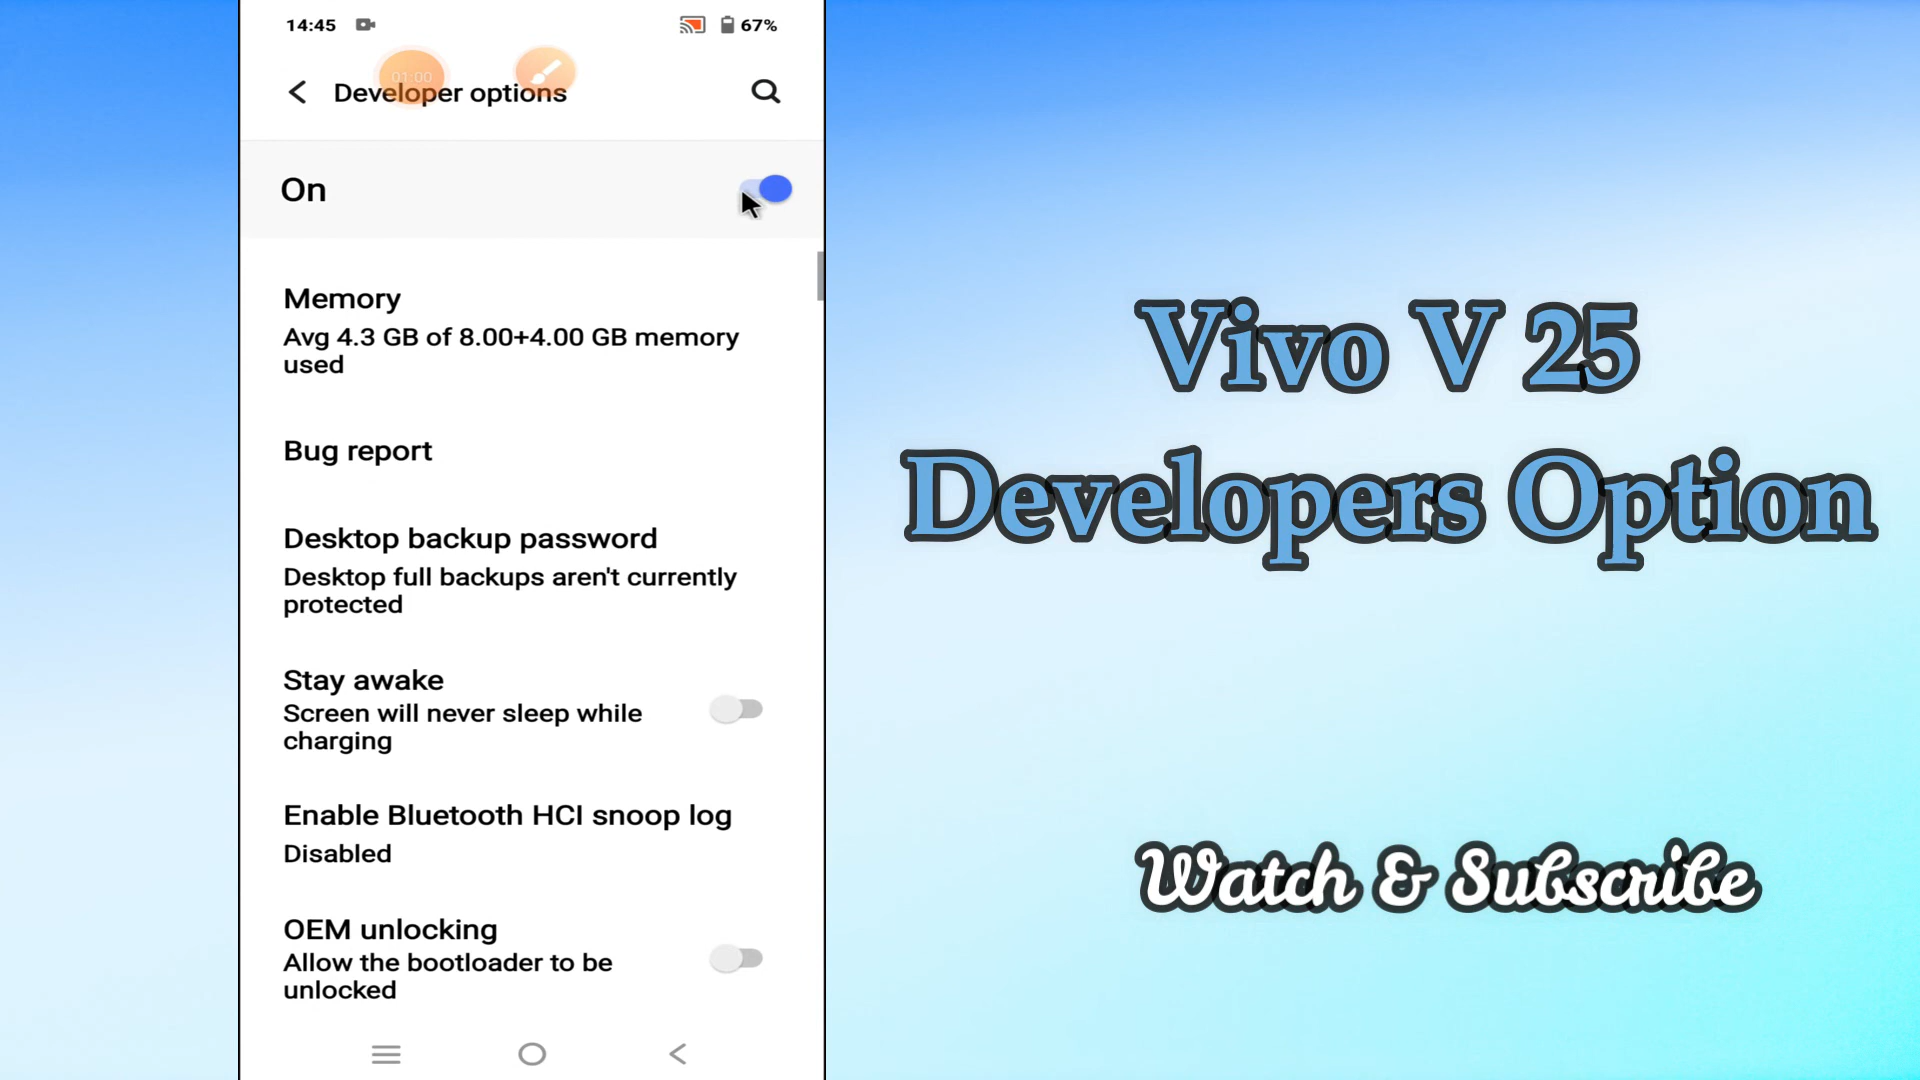 14:45
67%
01:00
Developer options
On
Memory
Avg 4.3 GB of 8.00+4.00 GB memory
used
Bug report
Desktop backup password
Desktop full backups aren't currently
protected
Stay awake
Screen will never sleep while
charging
Enable Bluetooth HCI snoop log
Disabled
OEM unlocking
Allow the bootloader to be
unlocked
Vivo V 25
Developers Option
Watch & Subscribe